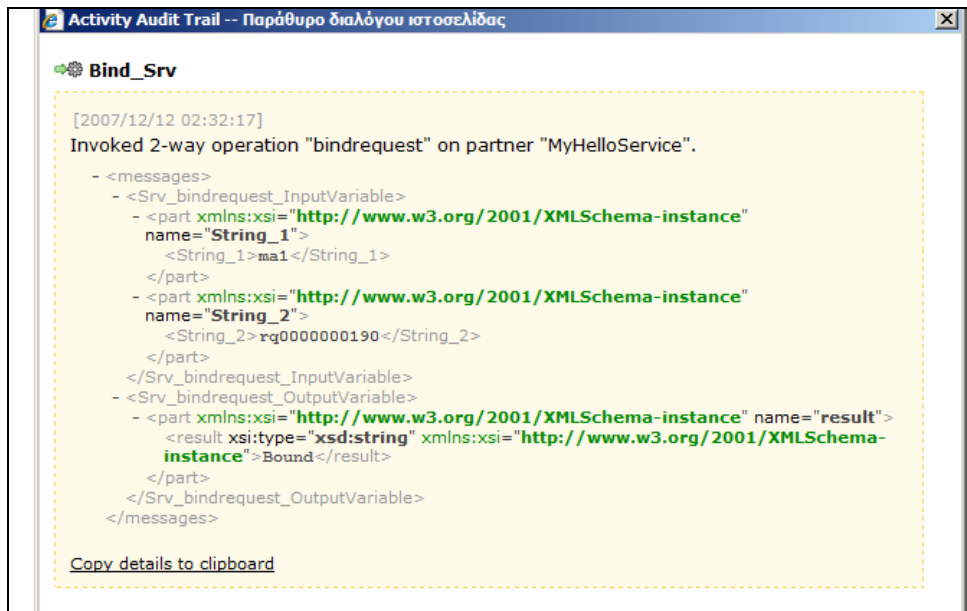 Activity Audit Trail -- Παράθυρο διαλόγου ιστοσελίδας
Bind_Srv
[2007/12/12 02:32:17]
Invoked 2-way operation "bindrequest" on partner "MyHelloService".
- <messages>
- <Srv_bindrequest_InputVariable>
- <part xmlns:xsi="http://www.w3.org/2001/XMLSchema-instance"
name="String_1">
<String_1>ma1</String_1>
</part>
- <part xmlns:xsi="http://www.w3.org/2001/XMLSchema-instance"
name="String_2">
<String_2>rq0000000190</String_2>
</part>
</Srv_bindrequest_InputVariable>
- <Srv_bindrequest_OutputVariable>
- <part xmlns:xsi="http://www.w3.org/2001/XMLSchema-instance" name="result">
<result xsi:type="xsd:string" xmlns:xsi="http://www.w3.org/2001/XMLSchema-
instance">Bound</result>
</part>
</Srv_bindrequest_OutputVariable>
</messages>
Copy details to clipboard